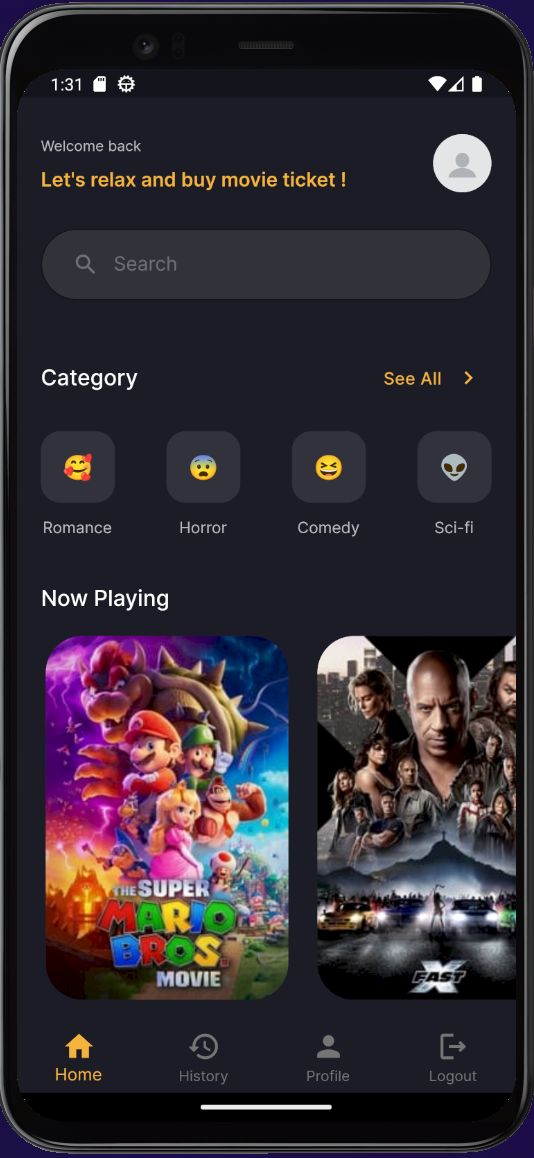 1:31
Welcome back
Let's relax and buy movie ticket !
Search
Category
See All
Romance
Horror
Comedy
Sci-fi
Now Playing
THE SUPER
MARIO
BROS.
MOVIE
FAST X
Home
History
Profile
Logout